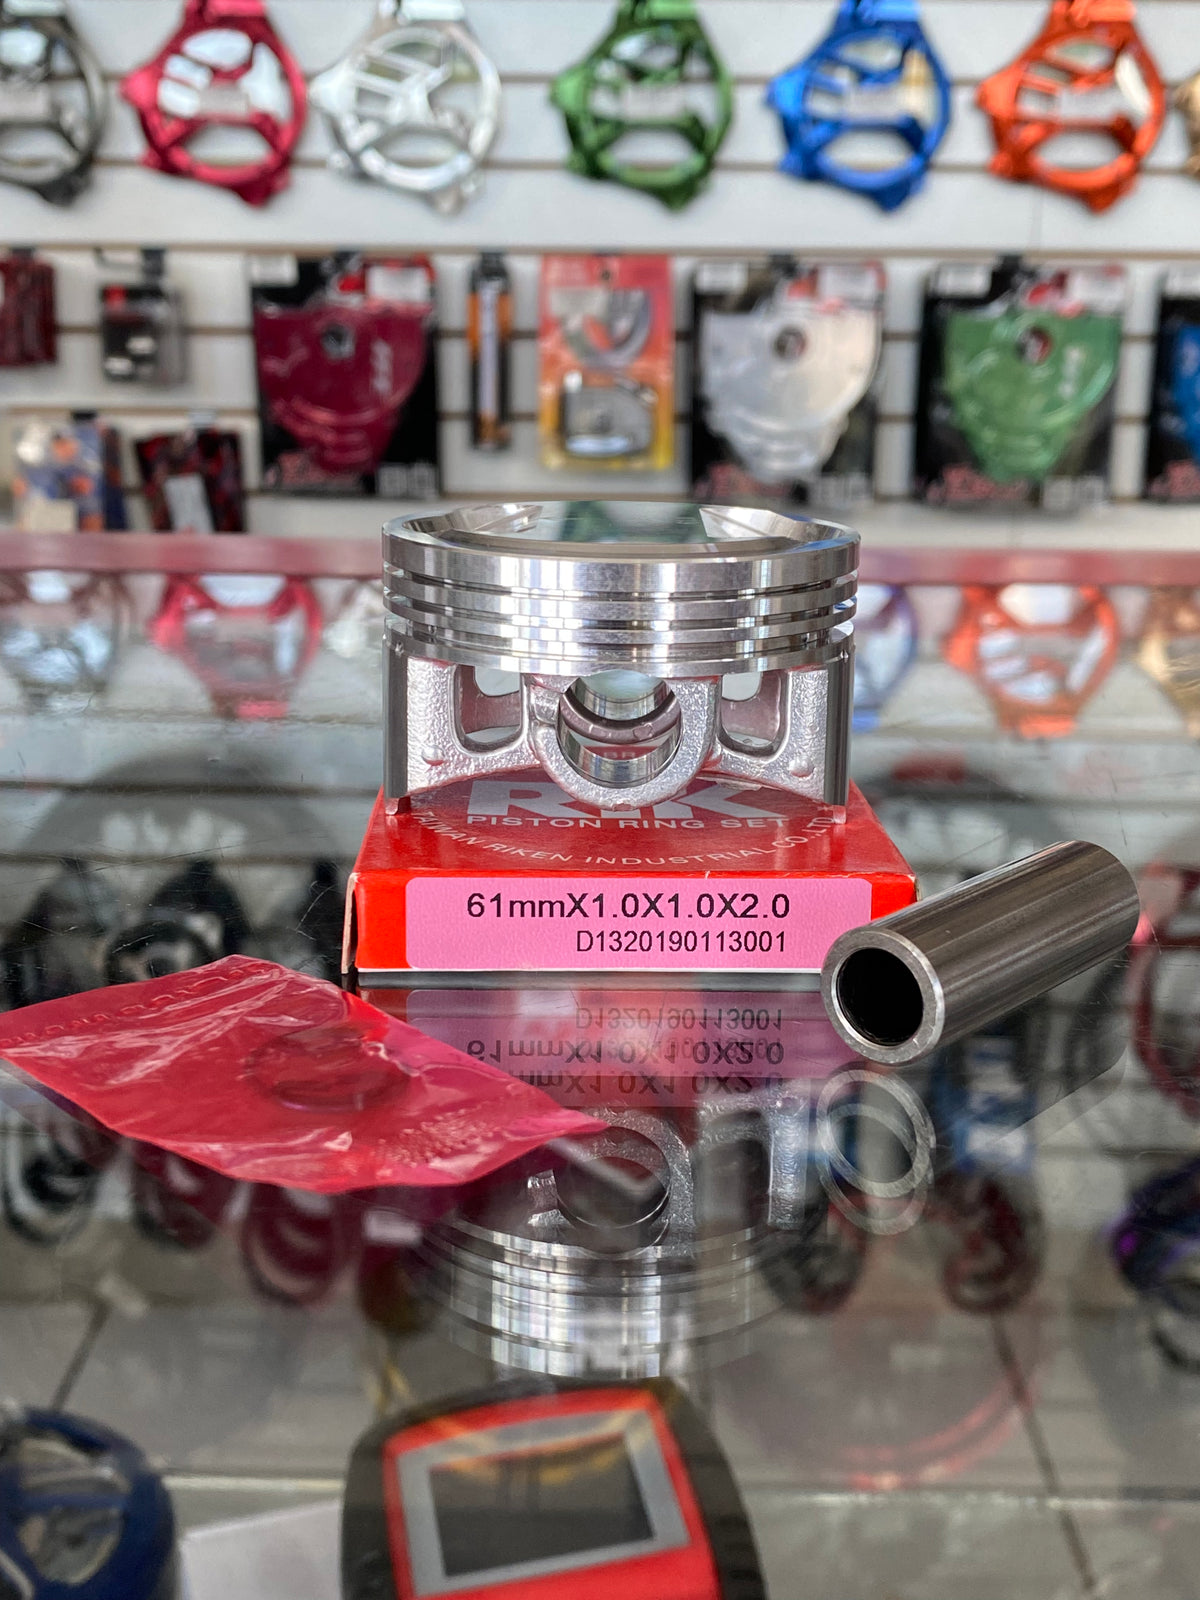 RIK
PISTON RING SET
TAIWAN RIKEN INDUSTRIAL CO.,LTD
61mmX1.0X1.0X2.0
D1320190113001